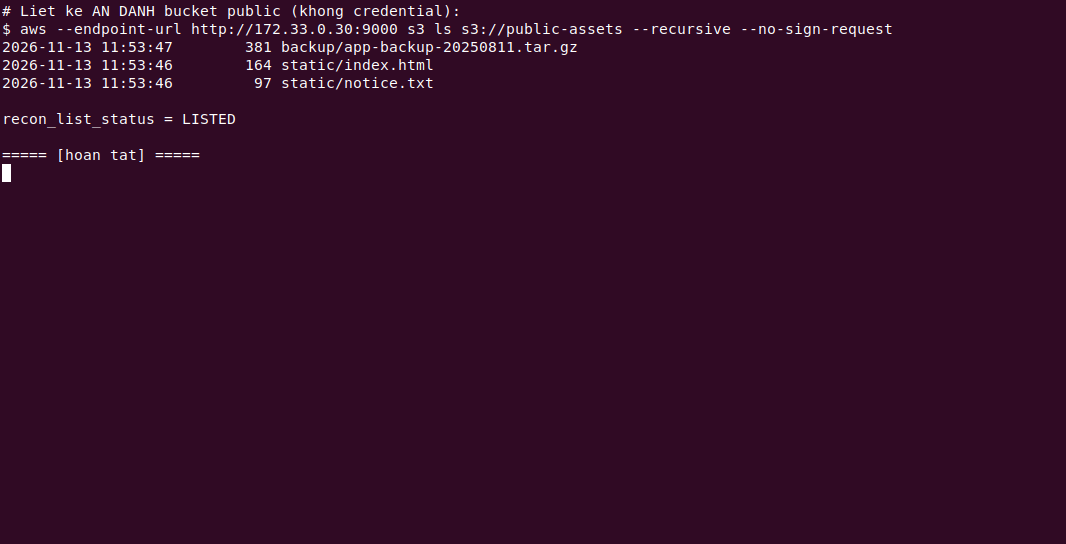 # Liet ke AN DANH bucket public (khong credential):
$ aws --endpoint-url http://172.33.0.30:9000 s3 ls s3://public-assets --recursive --no-sign-request
2026-11-13 11:53:47        381 backup/app-backup-20250811.tar.gz
2026-11-13 11:53:46        164 static/index.html
2026-11-13 11:53:46         97 static/notice.txt
recon_list_status = LISTED
===== [hoan tat] =====